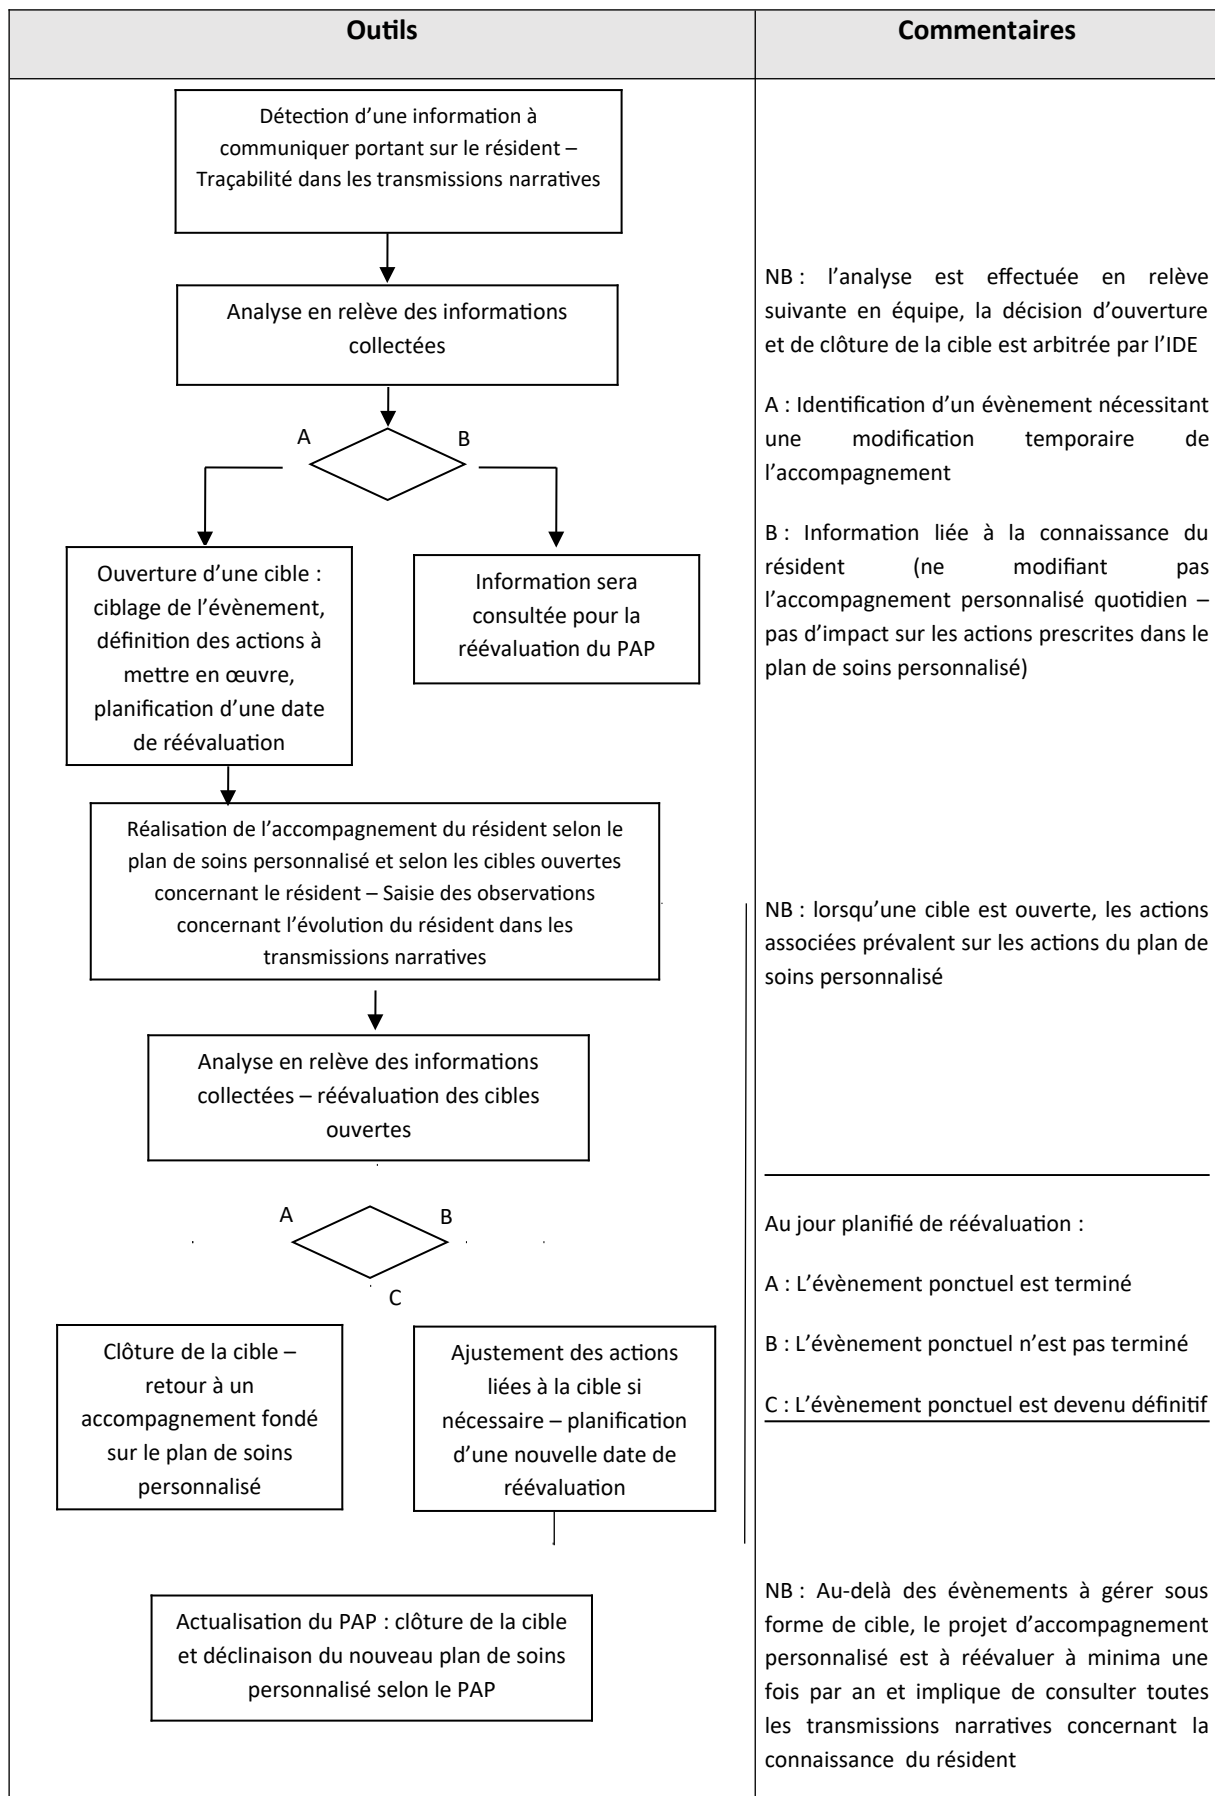 Outils
Commentaires
Détection d’une information à
communiquer portant sur le résident –
Traçabilité dans les transmissions narratives
Analyse en relève des informations
collectées
A
B
Ouverture d’une cible :
ciblage de l’évènement,
définition des actions à
mettre en œuvre,
planification d’une date
de réévaluation
Information sera
consultée pour la
réévaluation du PAP
Réalisation de l’accompagnement du résident selon le
plan de soins personnalisé et selon les cibles ouvertes
concernant le résident – Saisie des observations
concernant l’évolution du résident dans les
transmissions narratives
Analyse en relève des informations
collectées – réévaluation des cibles
ouvertes
A
B
C
Clôture de la cible –
retour à un
accompagnement fondé
sur le plan de soins
personnalisé
Ajustement des actions
liées à la cible si
nécessaire – planification
d’une nouvelle date de
réévaluation
Actualisation du PAP : clôture de la cible
et déclinaison du nouveau plan de soins
personnalisé selon le PAP
NB : l’analyse est effectuée en relève
suivante en équipe, la décision d’ouverture
et de clôture de la cible est arbitrée par l’IDE
A : Identification d’un évènement nécessitant
une modification temporaire de
l’accompagnement
B : Information liée à la connaissance du
résident (ne modifiant pas
l’accompagnement personnalisé quotidien –
pas d’impact sur les actions prescrites dans le
plan de soins personnalisé)
NB : lorsqu’une cible est ouverte, les actions
associées prévalent sur les actions du plan de
soins personnalisé
Au jour planifié de réévaluation :
A : L’évènement ponctuel est terminé
B : L’évènement ponctuel n’est pas terminé
C : L’évènement ponctuel est devenu définitif
NB : Au-delà des évènements à gérer sous
forme de cible, le projet d’accompagnement
personnalisé est à réévaluer à minima une
fois par an et implique de consulter toutes
les transmissions narratives concernant la
connaissance du résident